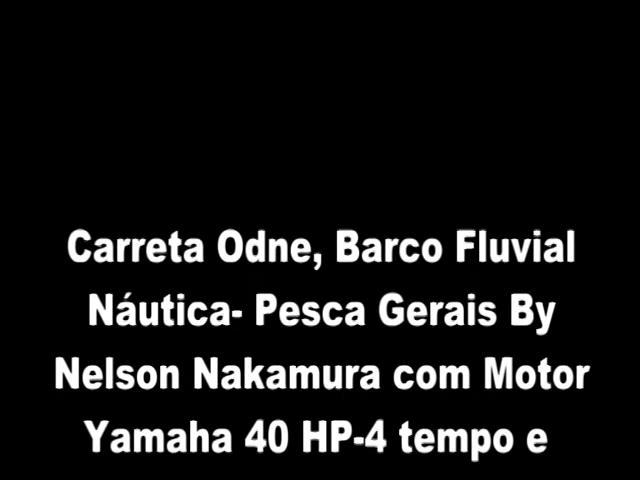 Carreta Odne, Barco Fluvial
Náutica- Pesca Gerais By
Nelson Nakamura com Motor
Yamaha 40 HP-4 tempo e